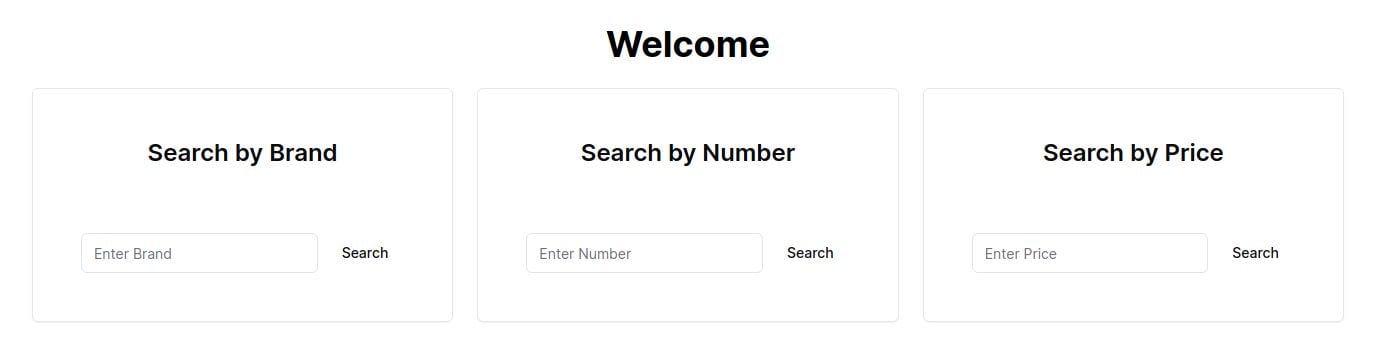 Welcome
Search by Brand
Enter Brand
Search
Search by Number
Enter Number
Search
Search by Price
Enter Price
Search